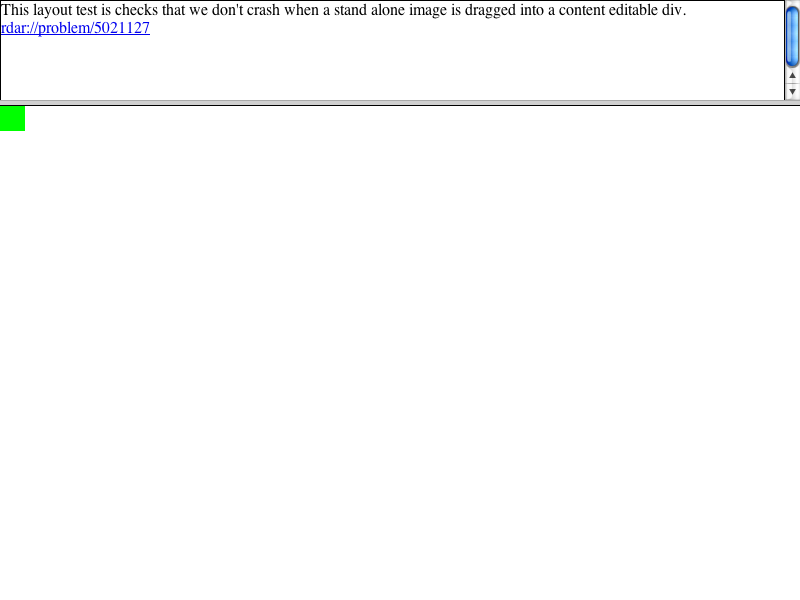 This layout test is checks that we don't crash when a stand alone image is dragged into a content editable div.
rdar://problem/5021127